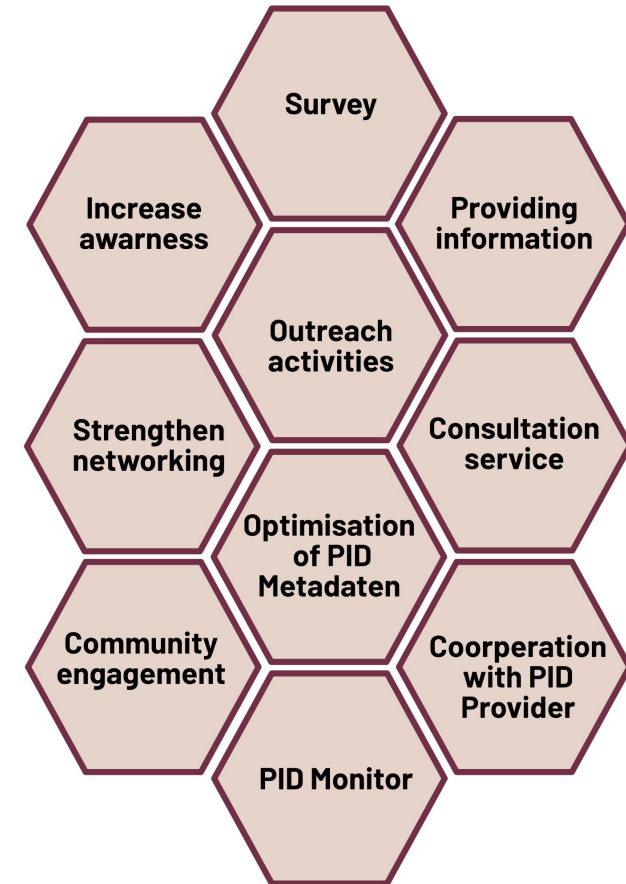 Survey
Increase
awarness
Providing
information
Outreach
activities
Strengthen
networking
Consultation
service
Optimisation
of PID
Metadaten
Community
engagement
Coorperation
with PID
Provider
PID Monitor